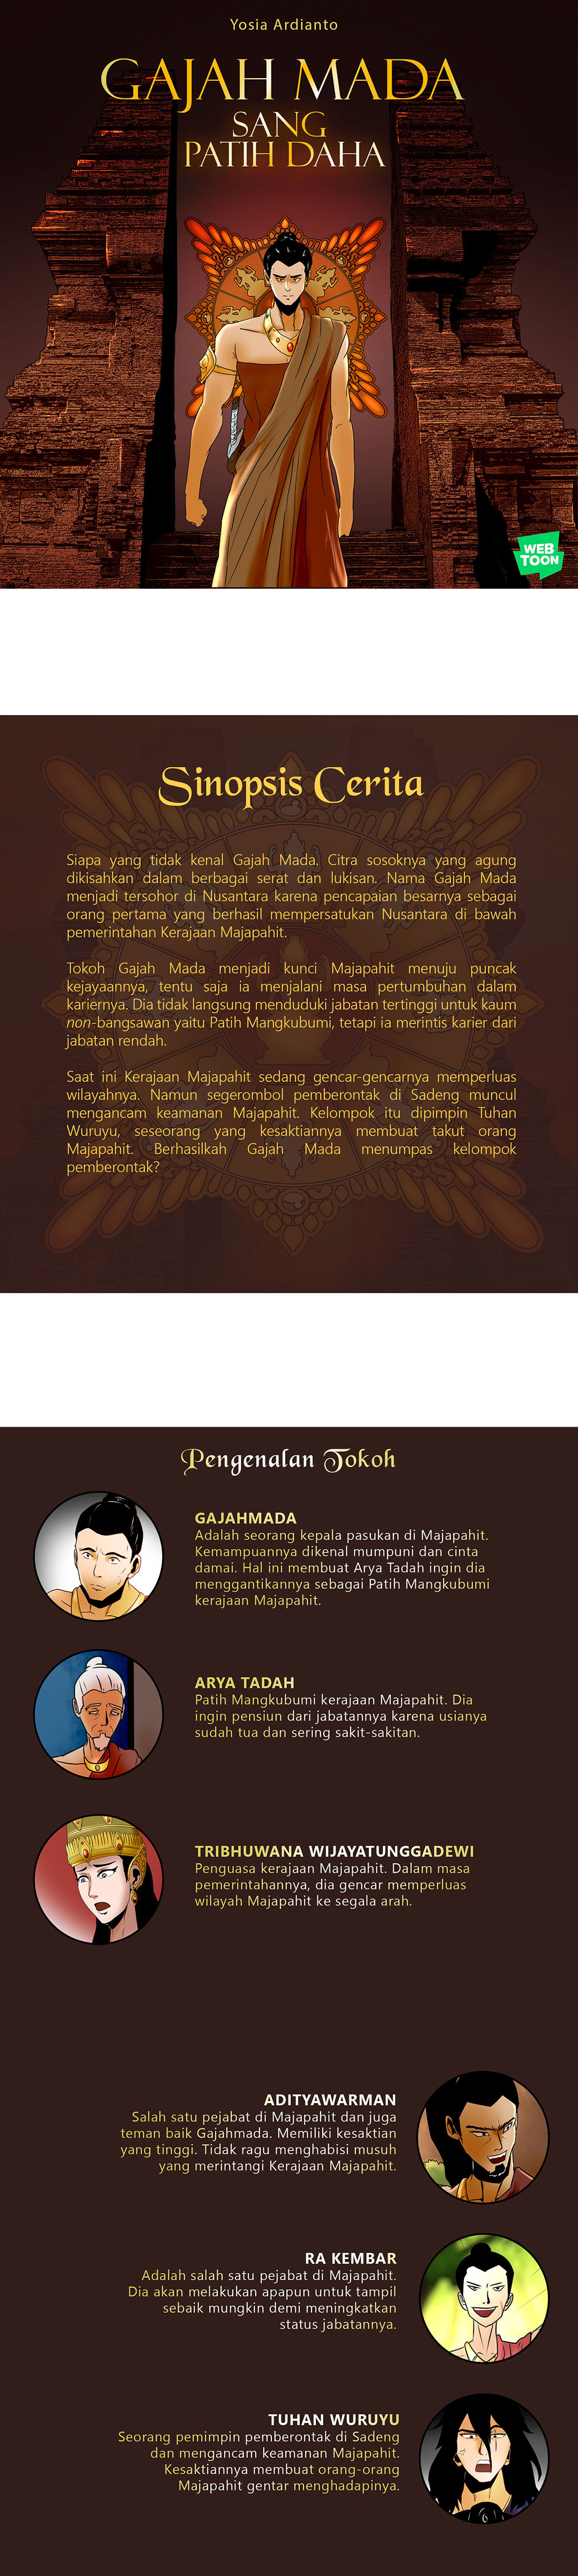 Yosia Ardianto
GAJAH MADA
SANG
PATIH DAHA
WEB
TOON
Sinopsis Cerita
Siapa yang tidak kenal Gajah Mada. Citra sosoknya yang agung
dikisahkan dalam berbagai serat dan lukisan. Nama Gajah Mada
menjadi tersohor di Nusantara karena pencapaian besarnya sebagai
orang pertama yang berhasil mempersatukan Nusantara di bawah
pemerintahan Kerajaan Majapahit.
Tokoh Gajah Mada menjadi kunci Majapahit menuju puncak
kejayaannya, tentu saja ia menjalani masa pertumbuhan dalam
kariernya. Dia tidak langsung menduduki jabatan tertinggi untuk kaum
non-bangsawan yaitu Patih Mangkubumi, tetapi ia merintis karier dari
jabatan rendah.
Saat ini Kerajaan Majapahit sedang gencar-gencarnya memperluas
wilayahnya. Namun segerombol pemberontak di Sadeng muncul
mengancam keamanan Majapahit. Kelompok itu dipimpin Tuhan
Wuruyu, seseorang yang kesaktiannya membuat takut orang
Majapahit. Berhasilkah Gajah Mada menumpas kelompok
pemberontak?
Pengenalan Tokoh
GAJAHMADA
Adalah seorang kepala pasukan di Majapahit.
Kemampuannya dikenal mumpuni dan cinta
damai. Hal ini membuat Arya Tadah ingin dia
menggantikannya sebagai Patih Mangkubumi
kerajaan Majapahit.
ARYA TADAH
Patih Mangkubumi kerajaan Majapahit. Dia
ingin pensiun dari jabatannya karena usianya
sudah tua dan sering sakit-sakitan.
TRIBHUWANA WIJAYATUNGGADEWI
Penguasa kerajaan Majapahit. Dalam masa
pemerintahannya, dia gencar memperluas
wilayah Majapahit ke segala arah.
ADITYAWARMAN
Salah satu pejabat di Majapahit dan juga
teman baik Gajahmada. Memiliki kesaktian
yang tinggi. Tidak ragu menghabisi musuh
yang merintangi Kerajaan Majapahit.
RA KEMBAR
Adalah salah satu pejabat di Majapahit.
Dia akan melakukan apapun untuk tampil
sebaik mungkin demi meningkatkan
status jabatannya.
TUHAN WURUYU
Seorang pemimpin pemberontak di Sadeng
dan mengancam keamanan Majapahit.
Kesaktiannya membuat orang-orang
Majapahit gentar menghadapinya.